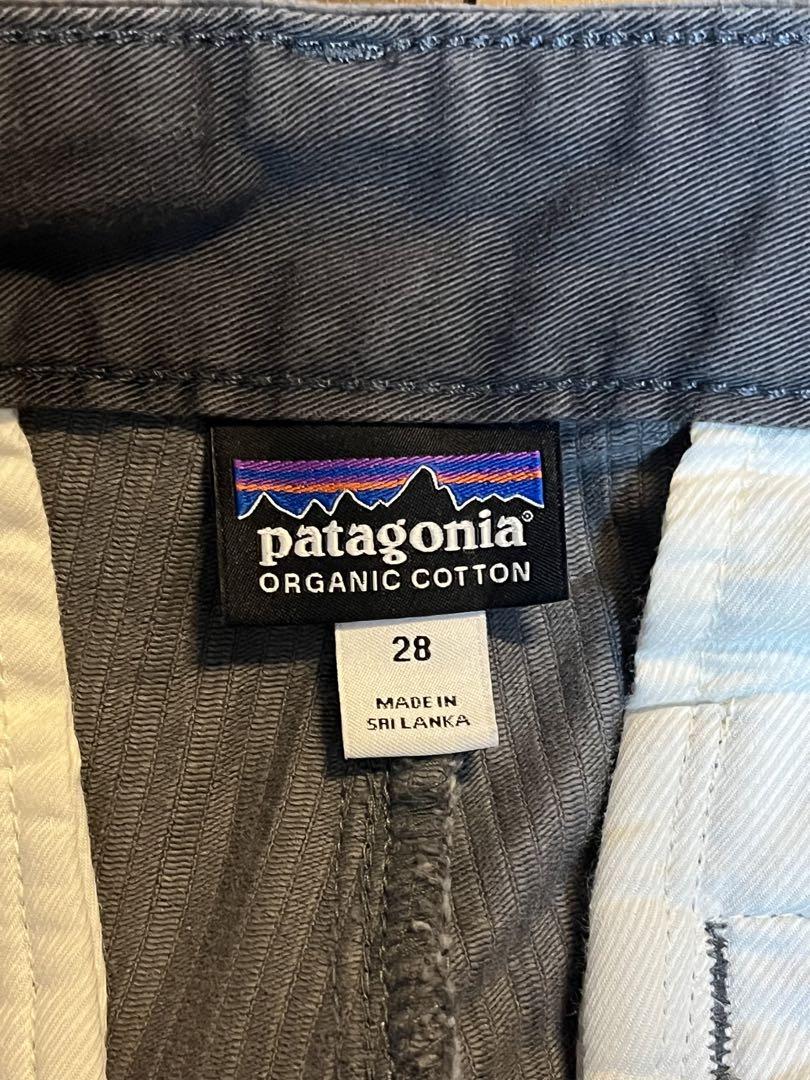 patagonia®
ORGANIC COTTON
28
MADE IN
SRI LANKA